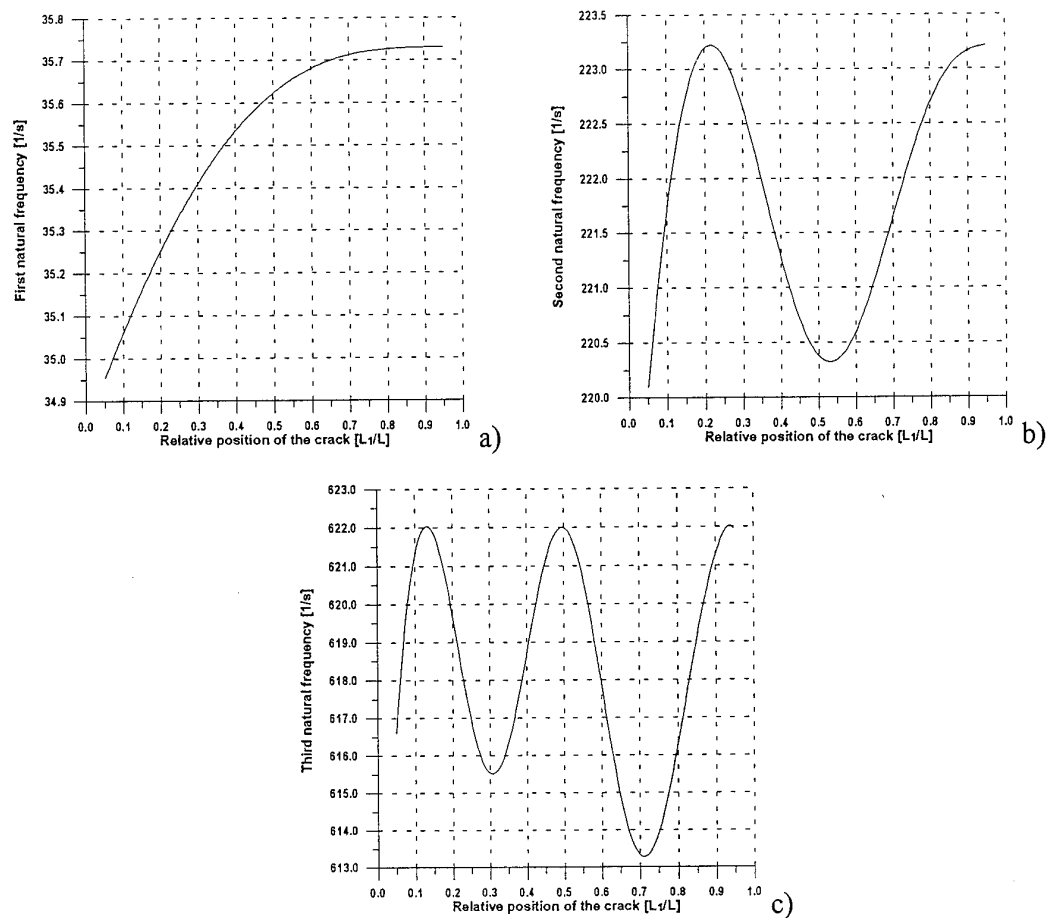 35.8
35.7
35.6
35.5
35.4
35.3
35.2
35.1
35.0
34.9
First natural frequency [1/s]
0.0 0.1 0.2 0.3 0.4 0.5 0.6 0.7 0.8 0.9 1.0
Relative position of the crack [L1/L]
a)
223.5
223.0
222.5
222.0
221.5
221.0
220.5
220.0
Second natural frequency [1/s]
0.0 0.1 0.2 0.3 0.4 0.5 0.6 0.7 0.8 0.9 1.0
Relative position of the crack [L1/L]
b)
623.0
622.0
621.0
620.0
619.0
618.0
617.0
616.0
615.0
614.0
613.0
Third natural frequency [1/s]
0.0 0.1 0.2 0.3 0.4 0.5 0.6 0.7 0.8 0.9 1.0
Relative position of the crack [L1/L]
c)